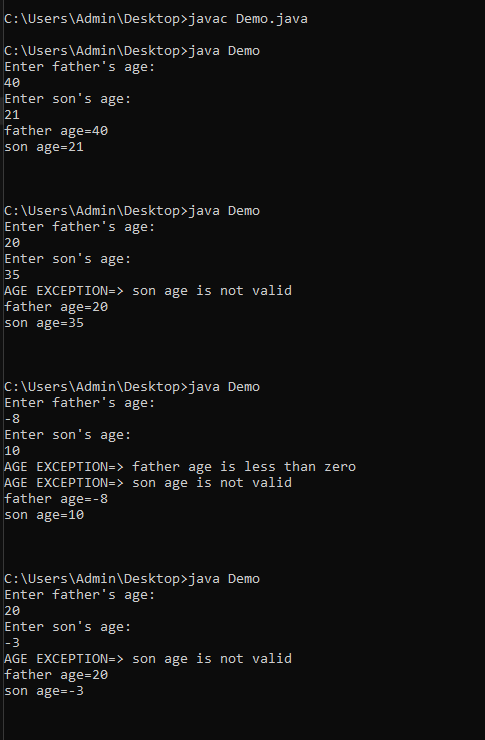 C:\Users\Admin\Desktop>javac Demo.java
C:\Users\Admin\Desktop>java Demo
Enter father's age:
40
Enter son's age:
21
father age=40
son age=21
C:\Users\Admin\Desktop>java Demo
Enter father's age:
20
Enter son's age:
35
AGE EXCEPTION=> son age is not valid
father age=20
son age=35
C:\Users\Admin\Desktop>java Demo
Enter father's age:
-8
Enter son's age:
10
AGE EXCEPTION=> father age is less than zero
AGE EXCEPTION=> son age is not valid
father age=-8
son age=10
C:\Users\Admin\Desktop>java Demo
Enter father's age:
20
Enter son's age:
-3
AGE EXCEPTION=> son age is not valid
father age=20
son age=-3